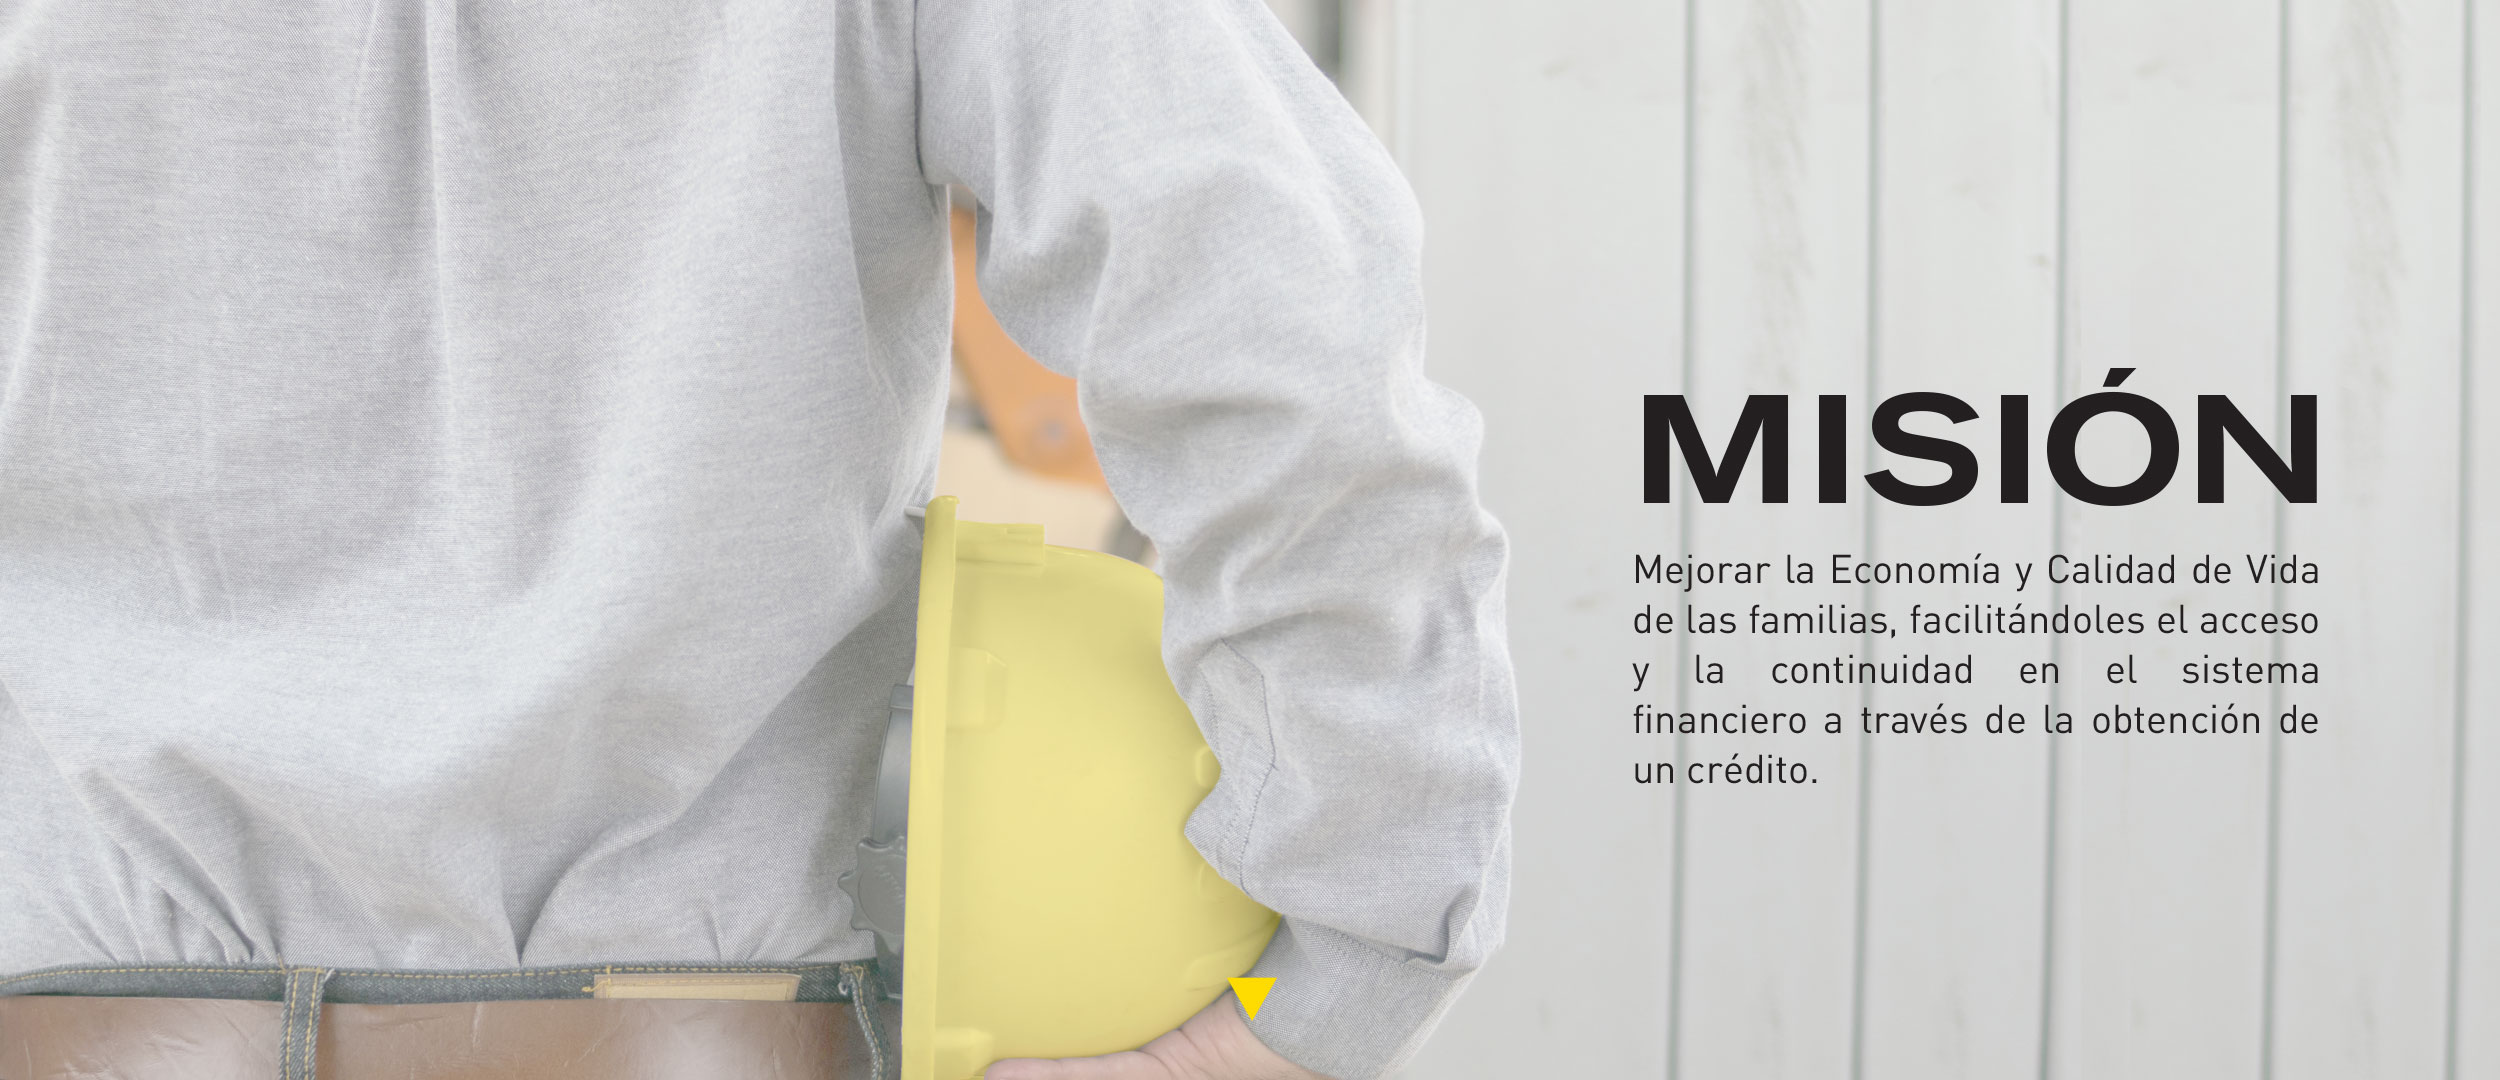 MISIÓN
Mejorar la Economía y Calidad de Vida
de las familias, facilitándoles el acceso
y la continuidad en el sistema
financiero a través de la obtención de
un crédito.